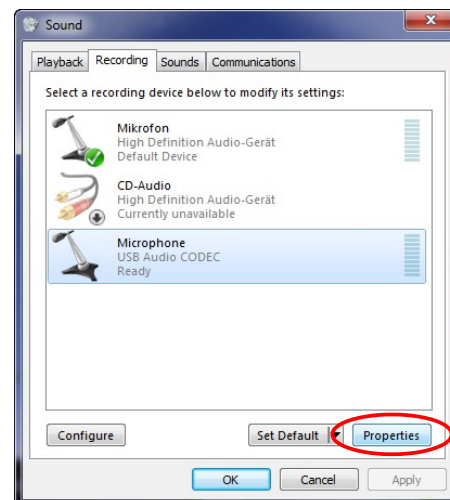 Sound
Playback Recording Sounds Communications
Select a recording device below to modify its settings:
Mikrofon
High Definition Audio-Gerät
Default Device
CD-Audio
High Definition Audio-Gerät
Currently unavailable
Microphone
USB Audio CODEC
Ready
Configure Set Default Properties
OK Cancel Apply